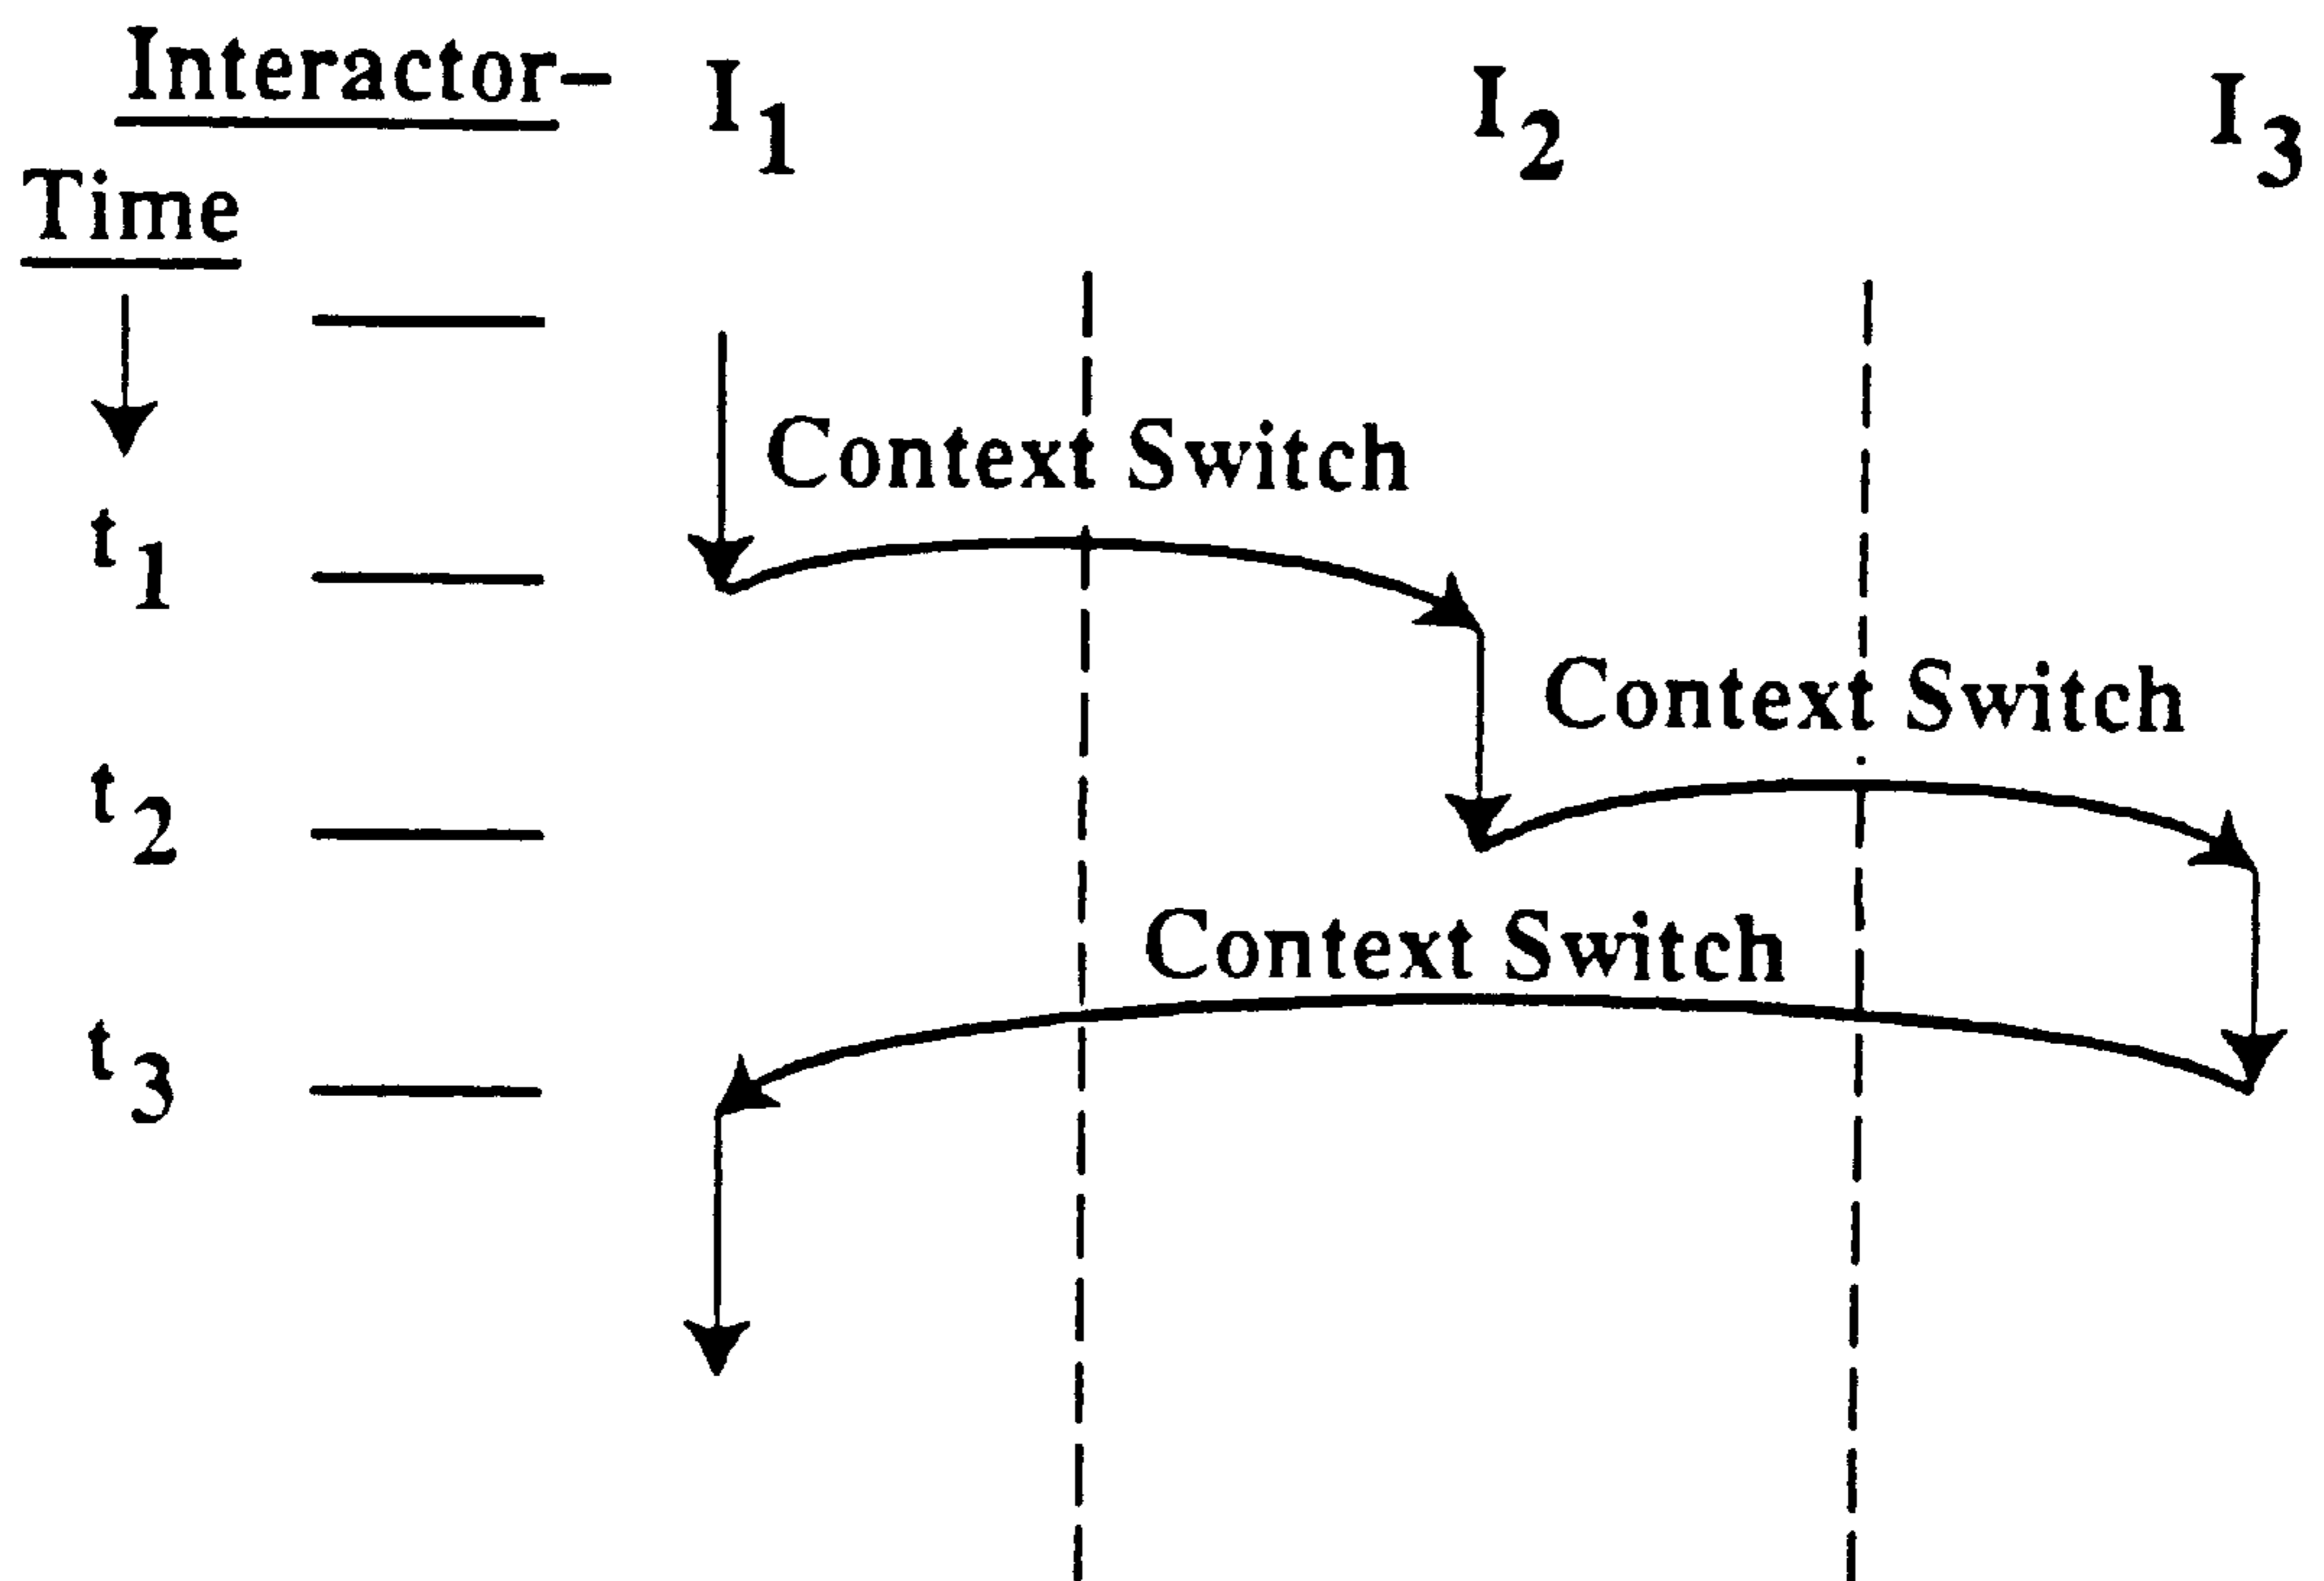 Interactor- I1 I2 I3
Time
Context Switch
t1
Context Switch
t2
Context Switch
t3